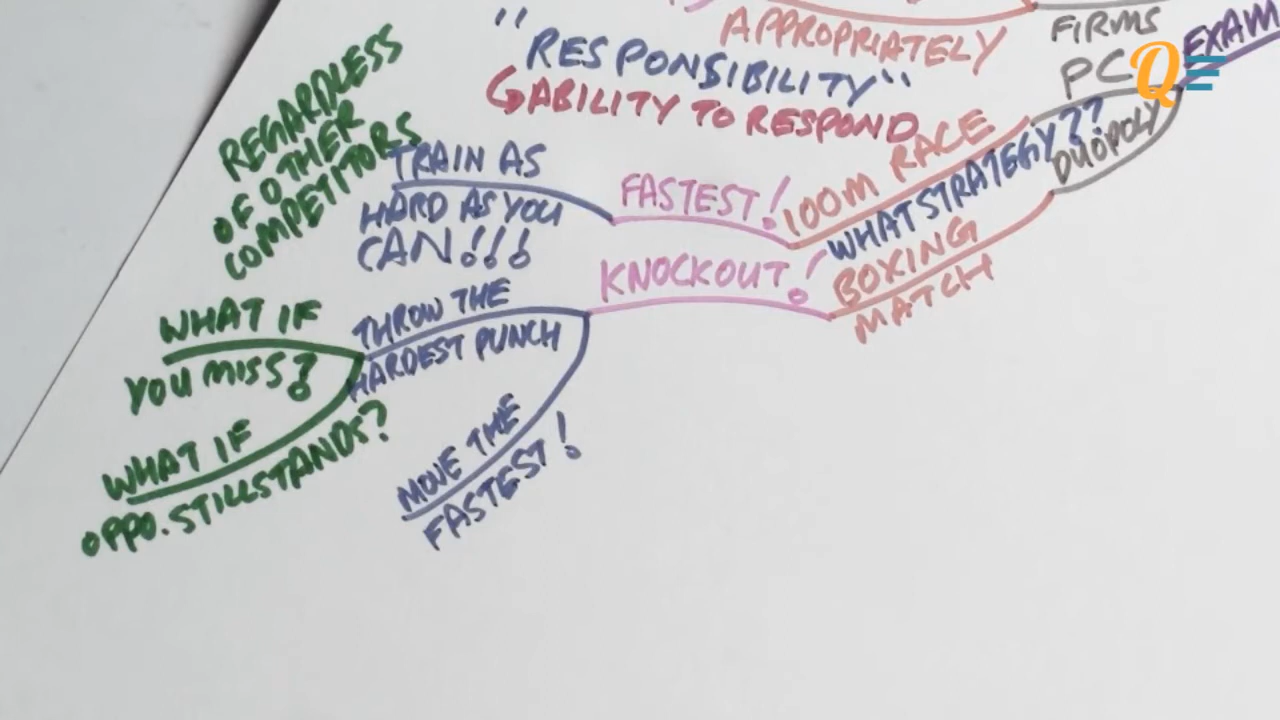 APPROPRIATELY
FIRMS
EXAM
"RESPONSIBILITY"
PC
ABILITY TO RESPOND
DUOPOLY
REGARDLESS
OF OTHER
COMPETITORS
TRAIN AS
HARD AS YOU
CAN!!!
FASTEST!
100M RACE
WHAT STRATEGY??
KNOCKOUT!
BOXING
MATCH
THROW THE
HARDEST PUNCH
WHAT IF
YOU MISS?
WHAT IF
OPPO. STILL STANDS?
MOVE THE
FASTEST!